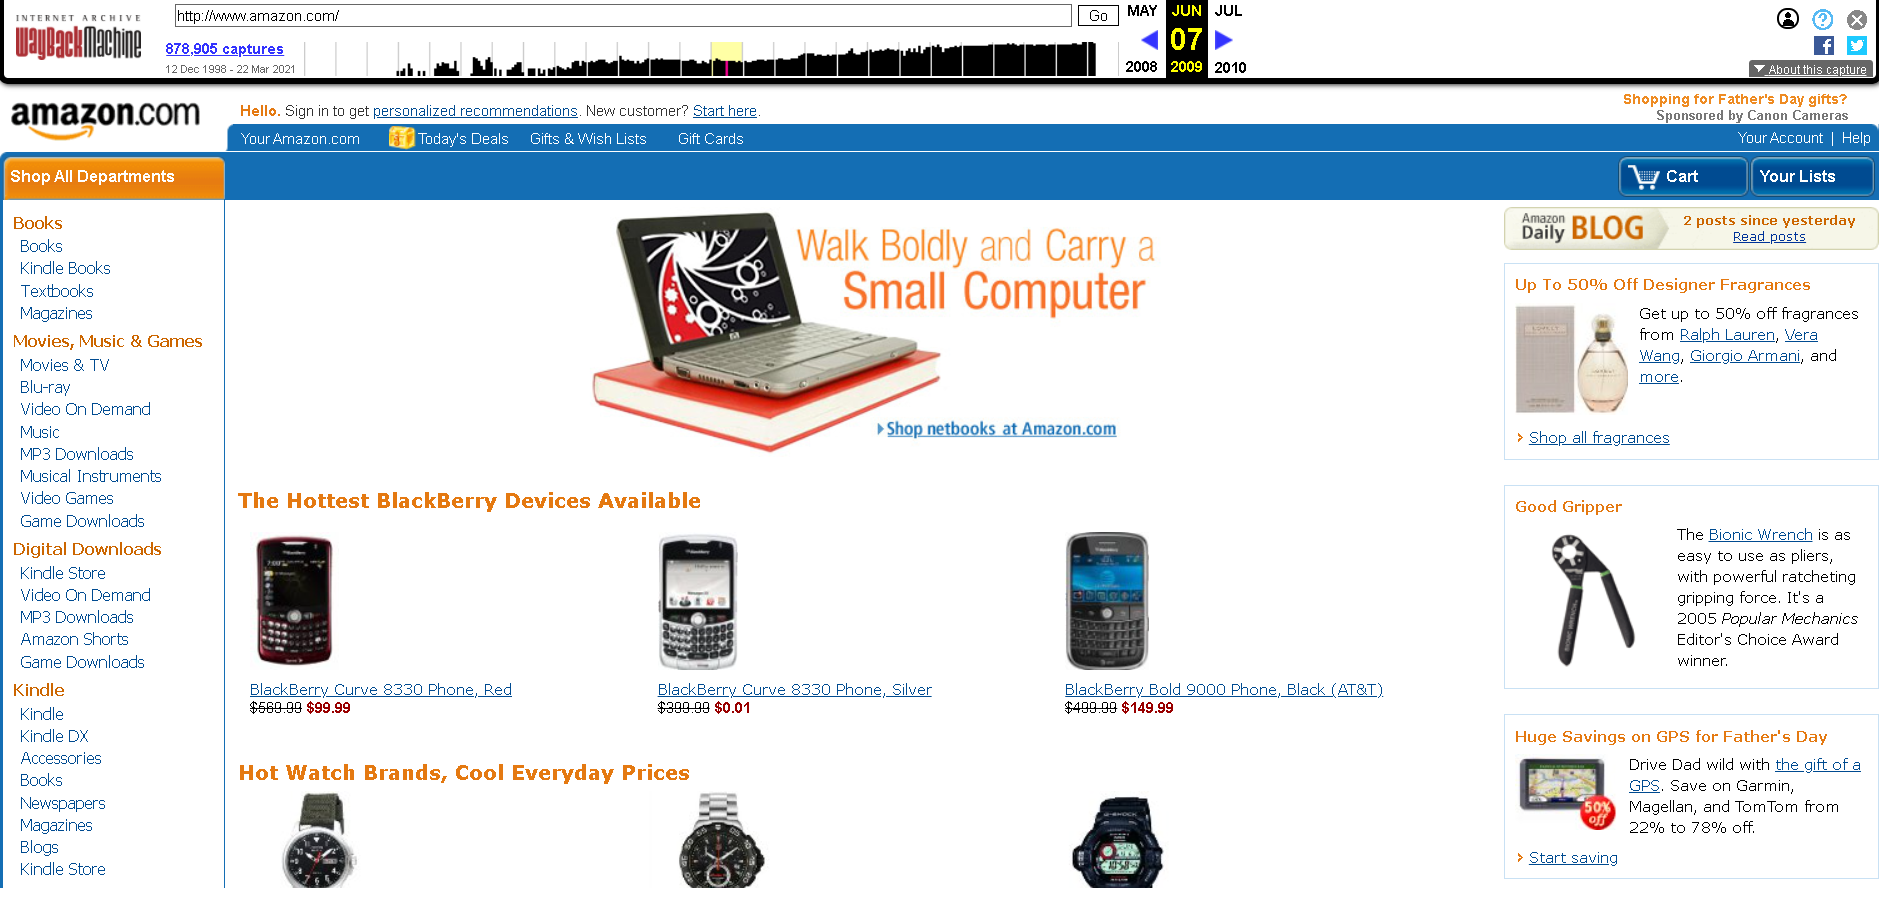 INTERNET ARCHIVE
WayBackMachine
http://www.amazon.com/
Go
878,905 captures
12 Dec 1998 - 22 Mar 2021
MAY JUN JUL
07
2008 2009 2010
About this capture
amazon.com
Hello. Sign in to get personalized recommendations. New customer? Start here.
Shopping for Father's Day gifts?
Sponsored by Canon Cameras
Your Amazon.com Today's Deals Gifts & Wish Lists Gift Cards
Your Account | Help
Shop All Departments
Cart
Your Lists
Books
Books
Kindle Books
Textbooks
Magazines
Movies, Music & Games
Movies & TV
Blu-ray
Video On Demand
Music
MP3 Downloads
Musical Instruments
Video Games
Game Downloads
Digital Downloads
Kindle Store
Video On Demand
MP3 Downloads
Amazon Shorts
Game Downloads
Kindle
Kindle
Kindle DX
Accessories
Books
Newspapers
Magazines
Blogs
Kindle Store
Walk Boldly and Carry a
Small Computer
Shop netbooks at Amazon.com
The Hottest BlackBerry Devices Available
BlackBerry Curve 8330 Phone, Red
$569.99 $99.99
BlackBerry Curve 8330 Phone, Silver
$399.99 $0.01
BlackBerry Bold 9000 Phone, Black (AT&T)
$499.99 $149.99
Hot Watch Brands, Cool Everyday Prices
G-SHOCK
Amazon
Daily BLOG
2 posts since yesterday
Read posts
Up To 50% Off Designer Fragrances
LOVELY
Get up to 50% off fragrances
from Ralph Lauren, Vera
Wang, Giorgio Armani, and
more.
Shop all fragrances
Good Gripper
BIONIC WRENCH
The Bionic Wrench is as
easy to use as pliers,
with powerful ratcheting
gripping force. It's a
2005 Popular Mechanics
Editor's Choice Award
winner.
Huge Savings on GPS for Father's Day
50%
off
Drive Dad wild with the gift of a
GPS. Save on Garmin,
Magellan, and TomTom from
22% to 78% off.
Start saving